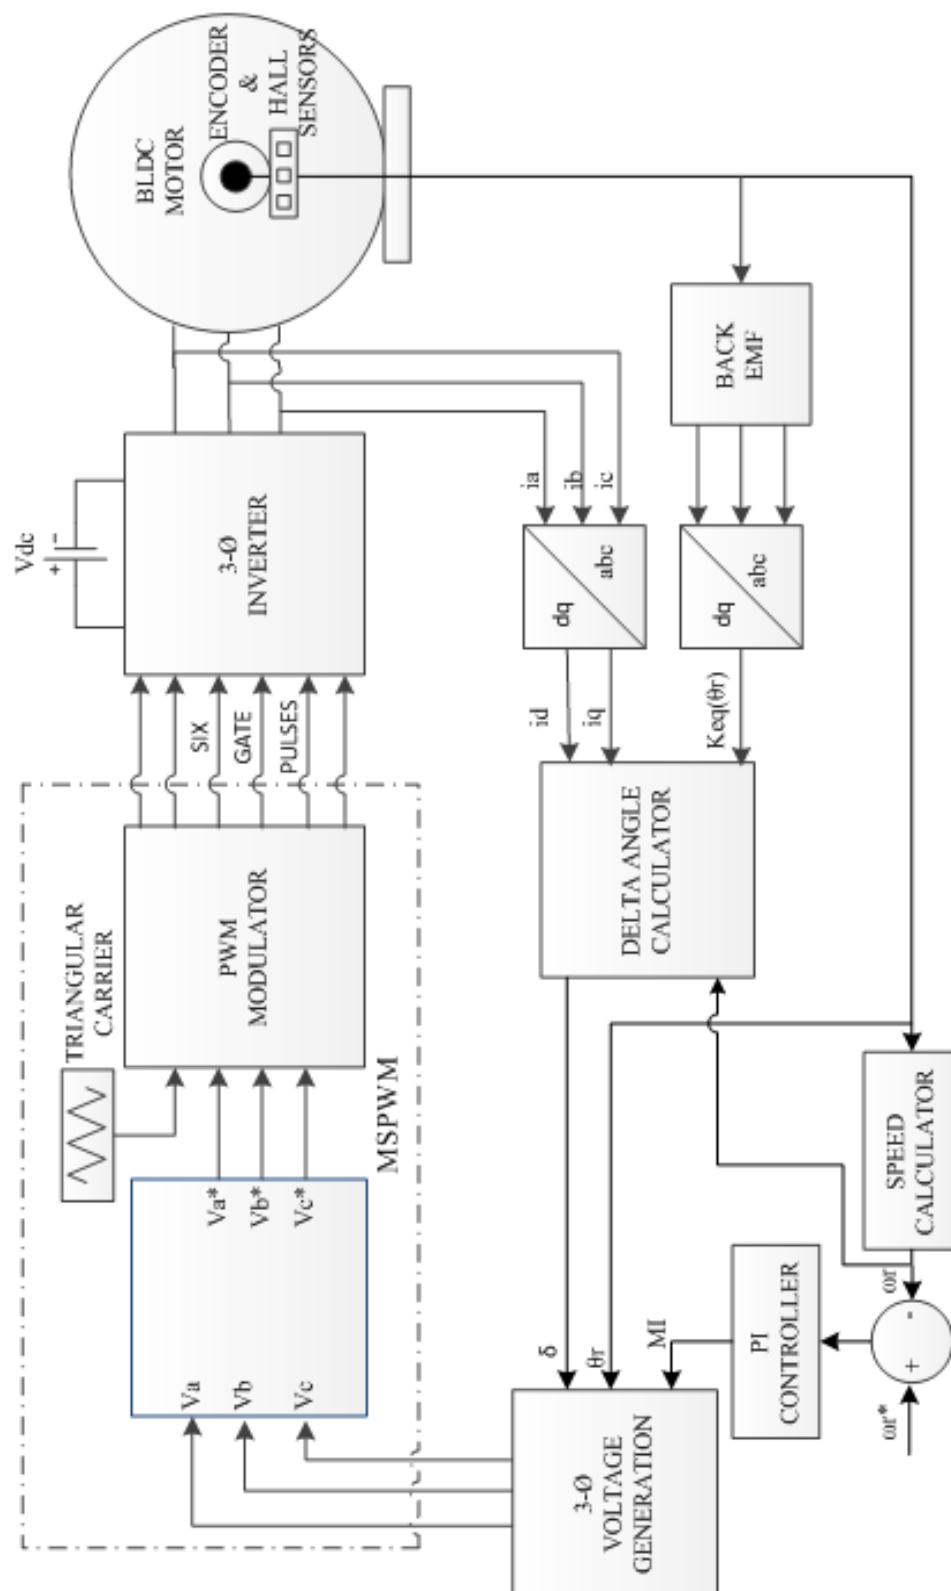 Vdc
+ -
BLDC
MOTOR
ENCODER
&
HALL
SENSORS
3-Ø
INVERTER
SIX
GATE
PULSES
TRIANGULAR
CARRIER
PWM
MODULATOR
MSPWM
Va*
Vb*
Vc*
Va
Vb
Vc
ia
ib
ic
abc
dq
id
iq
BACK
EMF
abc
dq
Keq(θr)
DELTA ANGLE
CALCULATOR
δ
θr
MI
3-Ø
VOLTAGE
GENERATION
PI
CONTROLLER
SPEED
CALCULATOR
ωr
-
+
ωr*